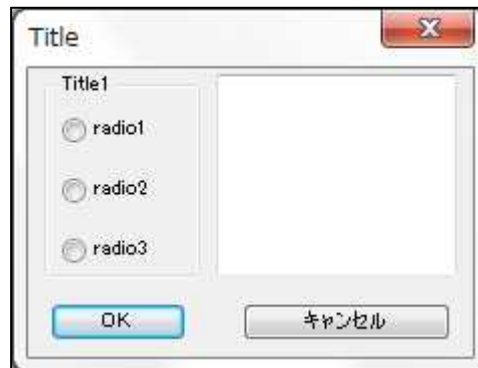 Title
Title1
radio1
radio2
radio3
OK
キャンセル